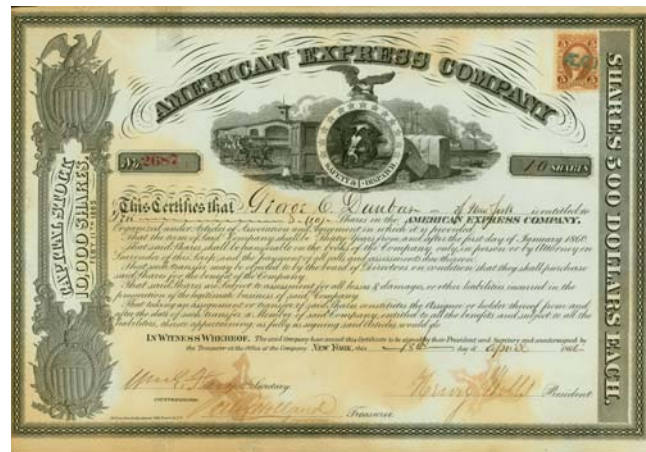 AMERICAN EXPRESS COMPANY
SAFETY & DISPATCH
No. 2687
10 SHARES
CAPITAL STOCK
10,000 SHARES.
SHARES 500 DOLLARS EACH.
This Certifies that George C. Dunbar of New York is entitled to
Ten Shares in the AMERICAN EXPRESS COMPANY,
Organized under Articles of Association and Agreement in which it is provided
That the term of said Company shall be Thirty Years from and after the first day of January 1860.
That said Shares shall be transferable on the Books of the Company only, in person or by Attorney on
Surrender of this Scrip, and the payment of all calls and assessments due thereon.
That such transfer may be objected to by the board of Directors on condition that they shall purchase
said Shares for the benefit of the Company.
That said Shares are Subject to assessment for all losses & damages, or other liabilities incurred in the
prosecution of the legitimate business of said Company.
That taking an assignment or transfer of said Shares constitutes the Assignee or holder thereof from and
after the date of such transfer a Member of said Company, entitled to all the benefits and subject to all the
liabilities, thereto appertaining, as fully as signing said Articles would do.
IN WITNESS WHEREOF, The said Company have issued this Certificate to be signed by their President and Secretary and countersigned by
the Treasurer at the Office of the Company NEW YORK, this 18th day of April
Secretary
Henry Wells President
COUNTERSIGNED
Holland Treasurer